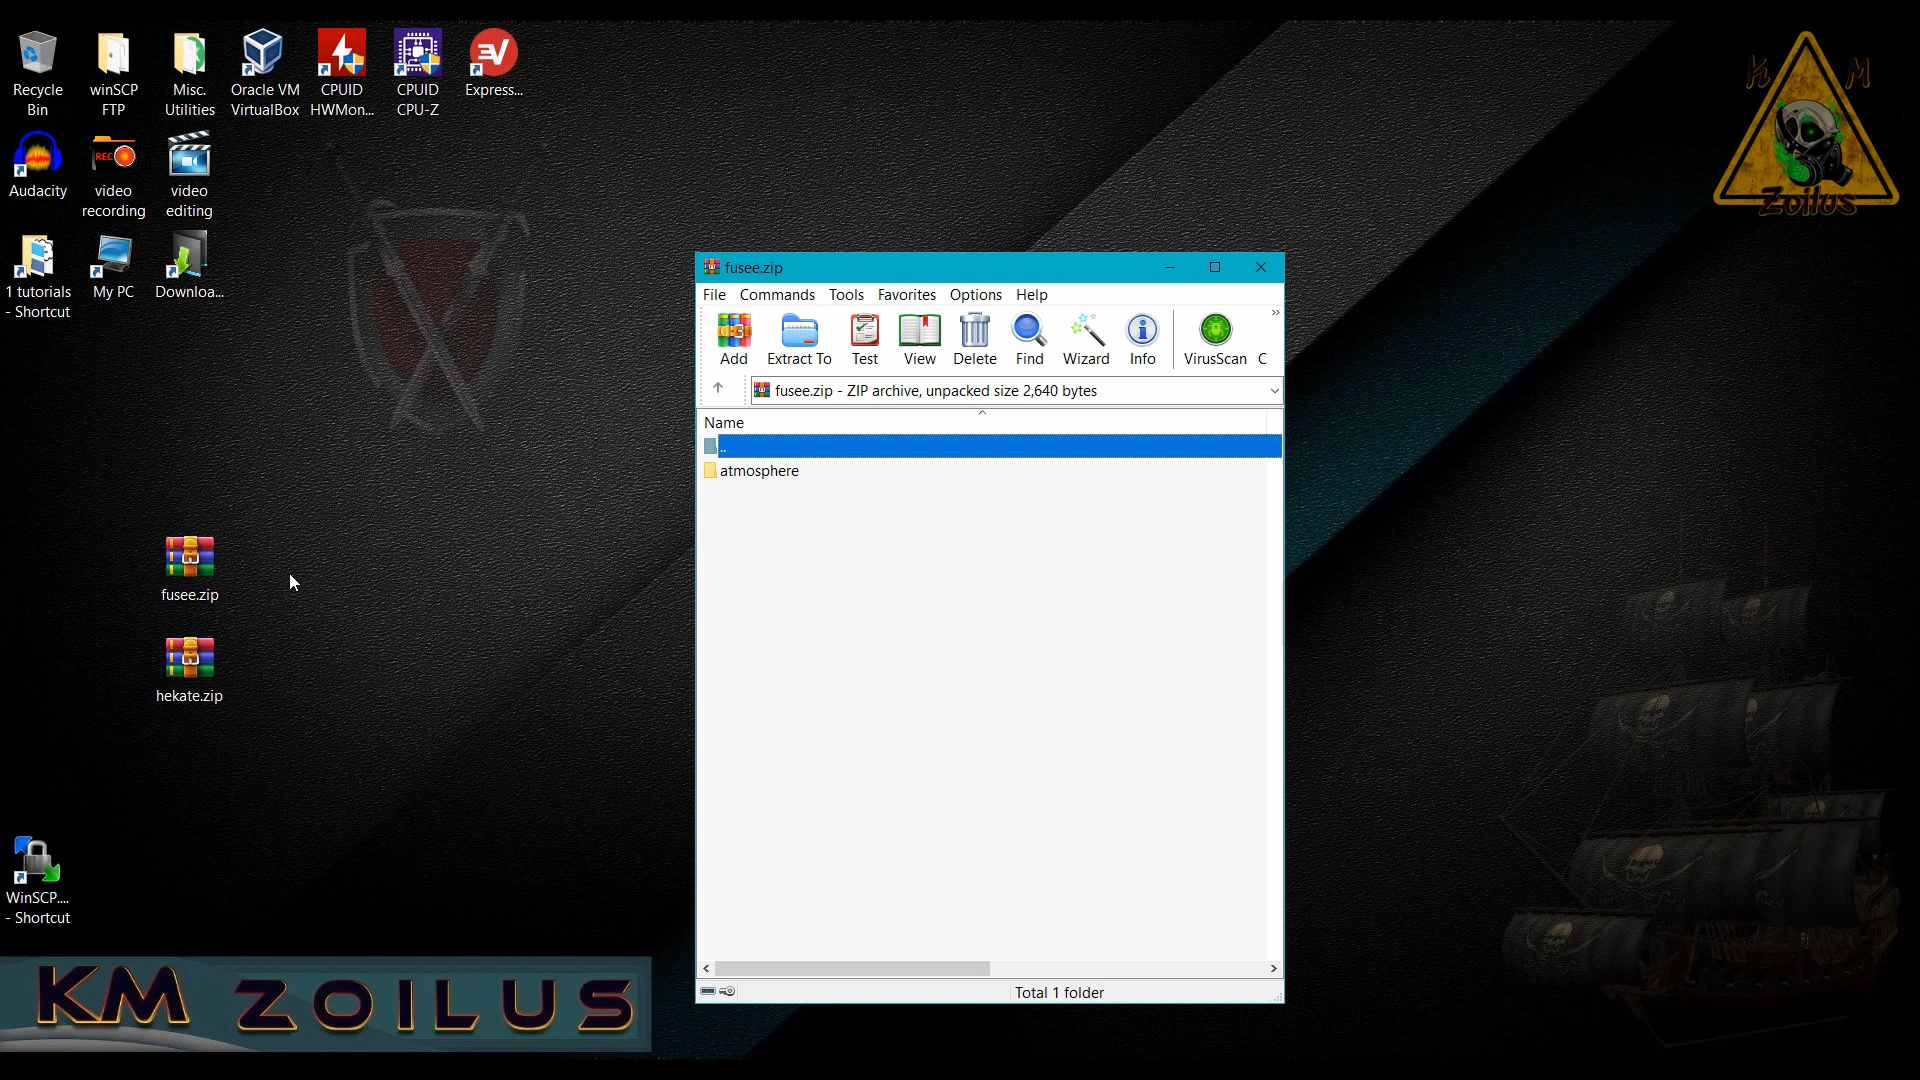 Recycle
Bin
winSCP
FTP
Misc.
Utilities
Oracle VM
VirtualBox
CPUID
HWMon...
CPUID
CPU-Z
Express...
Audacity
REC
video
recording
video
editing
1 tutorials
- Shortcut
My PC
Downloa...
fusee.zip
hekate.zip
WinSCP....
- Shortcut
KM ZOILUS
K M
Zoilus
fusee.zip
File Commands Tools Favorites Options Help
Add Extract To Test View Delete Find Wizard Info VirusScan C
fusee.zip - ZIP archive, unpacked size 2,640 bytes
Name
..
atmosphere
Total 1 folder